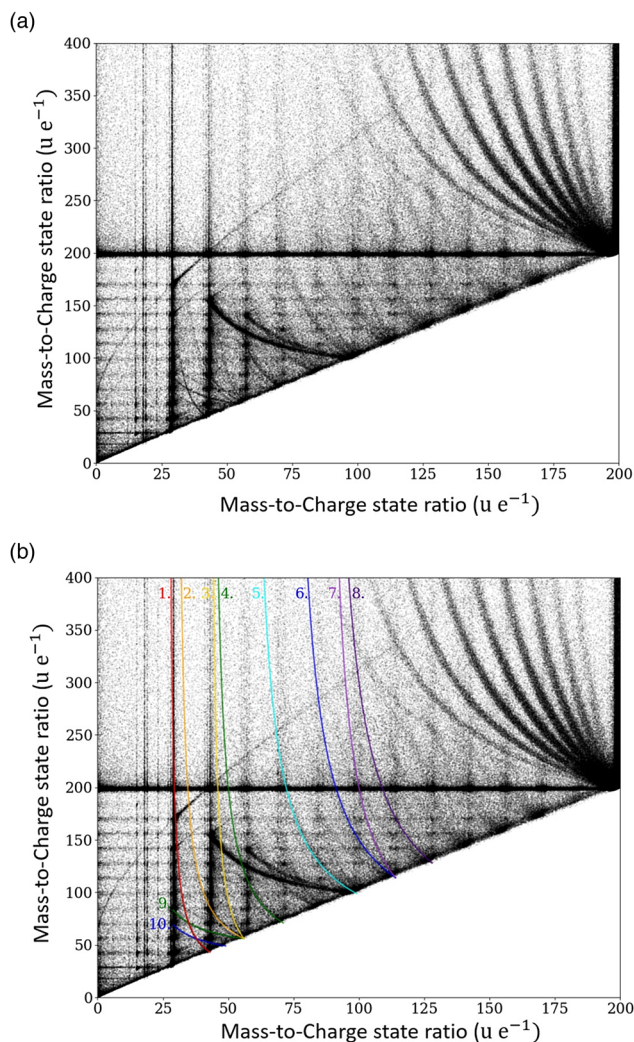 (a)
400
350
300
250
200
150
100
50
0
Mass-to-Charge state ratio (u e⁻¹)
0 25 50 75 100 125 150 175 200
Mass-to-Charge state ratio (u e⁻¹)
(b)
400
350
300
250
200
150
100
50
0
Mass-to-Charge state ratio (u e⁻¹)
1. 2. 3. 4. 5. 6. 7. 8.
9.
10.
0 25 50 75 100 125 150 175 200
Mass-to-Charge state ratio (u e⁻¹)